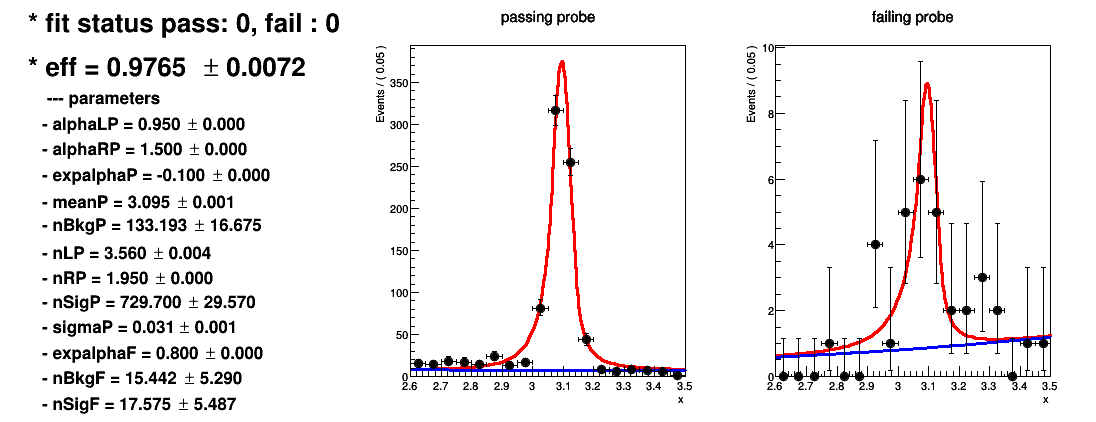 * fit status pass: 0, fail : 0
* eff = 0.9765 ± 0.0072
--- parameters
- alphaLP = 0.950 ± 0.000
- alphaRP = 1.500 ± 0.000
- expalphaP = -0.100 ± 0.000
- meanP = 3.095 ± 0.001
- nBkgP = 133.193 ± 16.675
- nLP = 3.560 ± 0.004
- nRP = 1.950 ± 0.000
- nSigP = 729.700 ± 29.570
- sigmaP = 0.031 ± 0.001
- expalphaF = 0.800 ± 0.000
- nBkgF = 15.442 ± 5.290
- nSigF = 17.575 ± 5.487
passing probe
Events / ( 0.05 )
350
300
250
200
150
100
50
0
2.6 2.7 2.8 2.9 3 3.1 3.2 3.3 3.4 3.5
x
failing probe
Events / ( 0.05 )
10
8
6
4
2
0
2.6 2.7 2.8 2.9 3 3.1 3.2 3.3 3.4 3.5
x